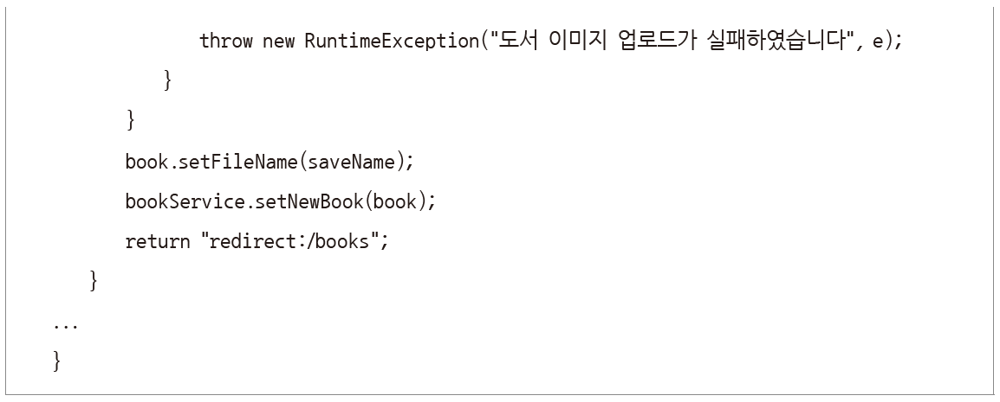 throw new RuntimeException("도서 이미지 업로드가 실패하였습니다", e);
}
}
book.setFileName(saveName);
bookService.setNewBook(book);
return "redirect:/books";
}
...
}